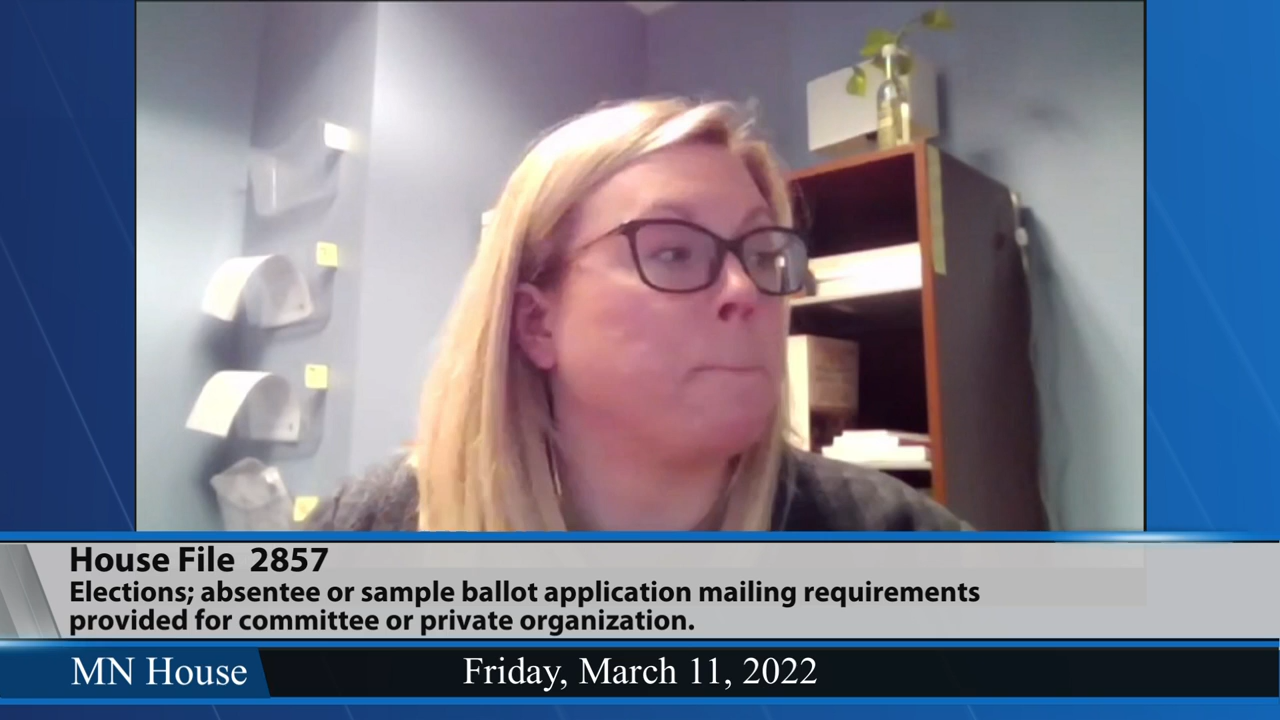 House File 2857
Elections; absentee or sample ballot application mailing requirements
provided for committee or private organization.
MN House
Friday, March 11, 2022